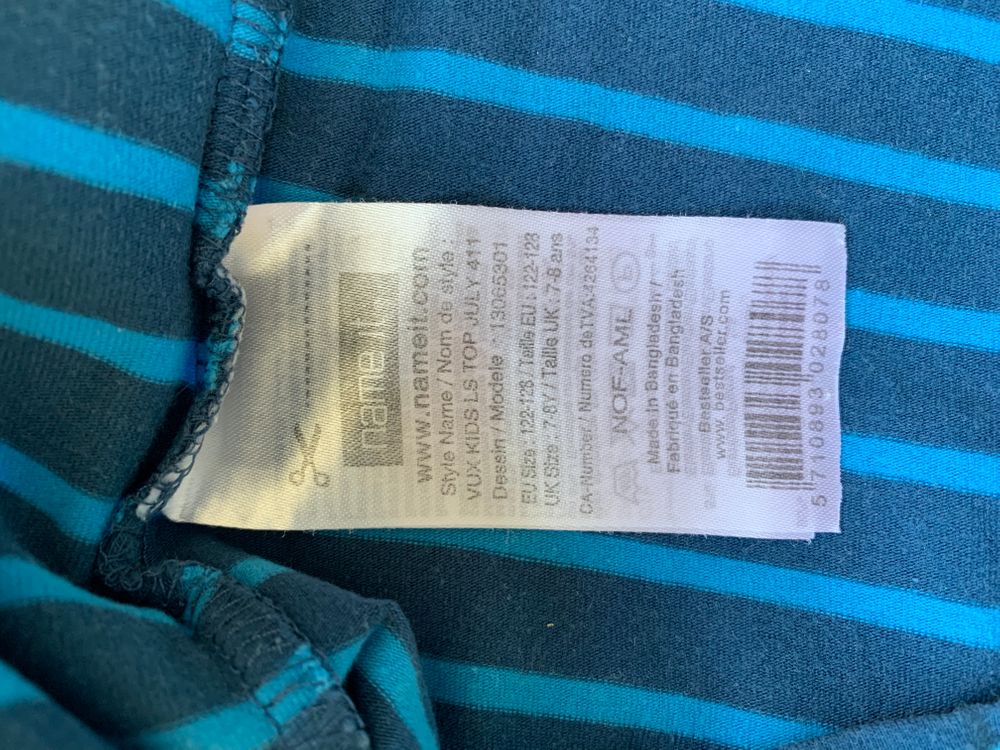 name it.
www.nameit.com
Style Name / Nom de style :
VUX KIDS LS TOP JULY 411
Dessin / Modele : 13065301
EU Size : 122-128 / Taille EU : 122-128
UK Size : 7-8Y / Taille UK : 7-8 ans
CA-Number / Numero de TVA:
NOF-AML
Made in Bangladesh /
Fabriqué en Bangladesh
Bestseller A/S
www.bestseller.com
5 710893 028078